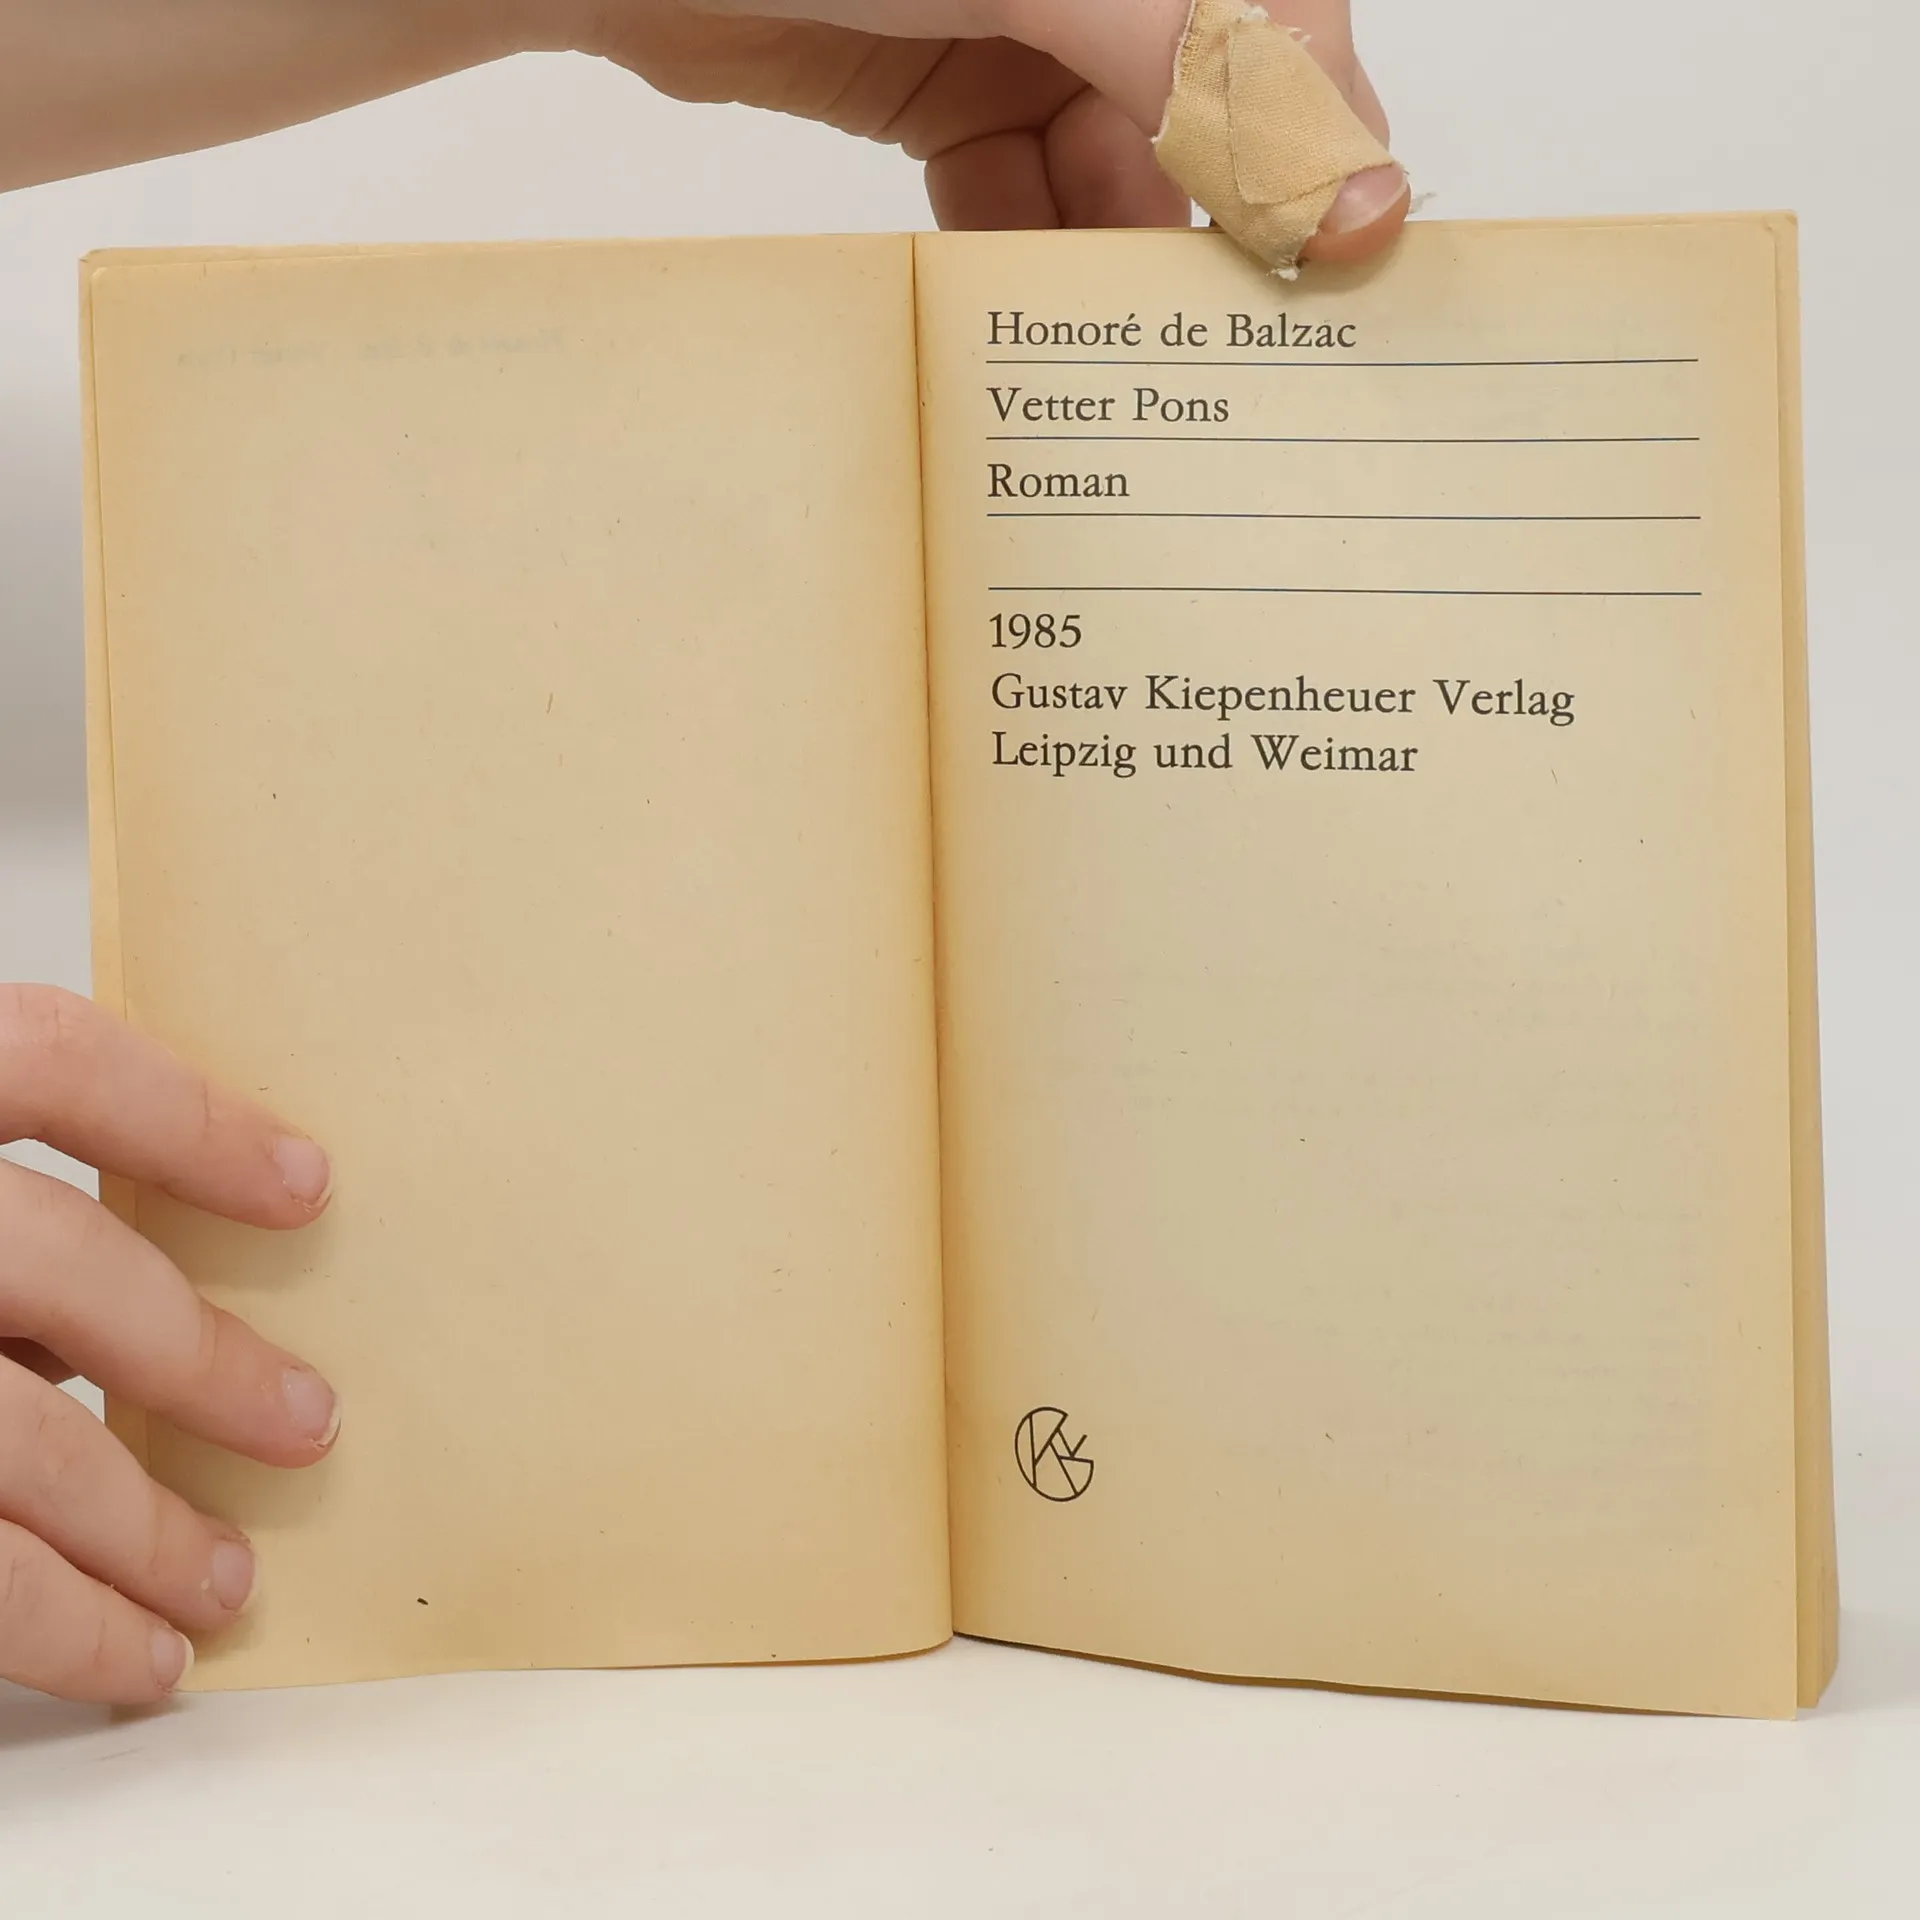 Honoré de Balzac
Vetter Pons
Roman
1985
Gustav Kiepenheuer Verlag
Leipzig und Weimar